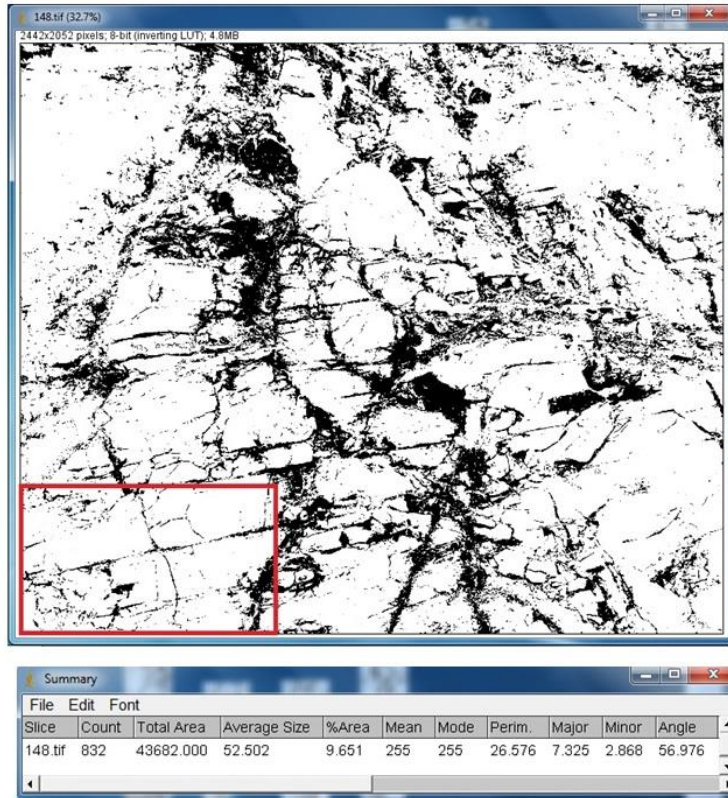 148.tif (32.7%)
2442x2052 pixels; 8-bit (inverting LUT); 4.8MB
Summary
File Edit Font
Slice Count Total Area Average Size %Area Mean Mode Perim. Major Minor Angle
148.tif 832 43682.000 52.502 9.651 255 255 26.576 7.325 2.868 56.976